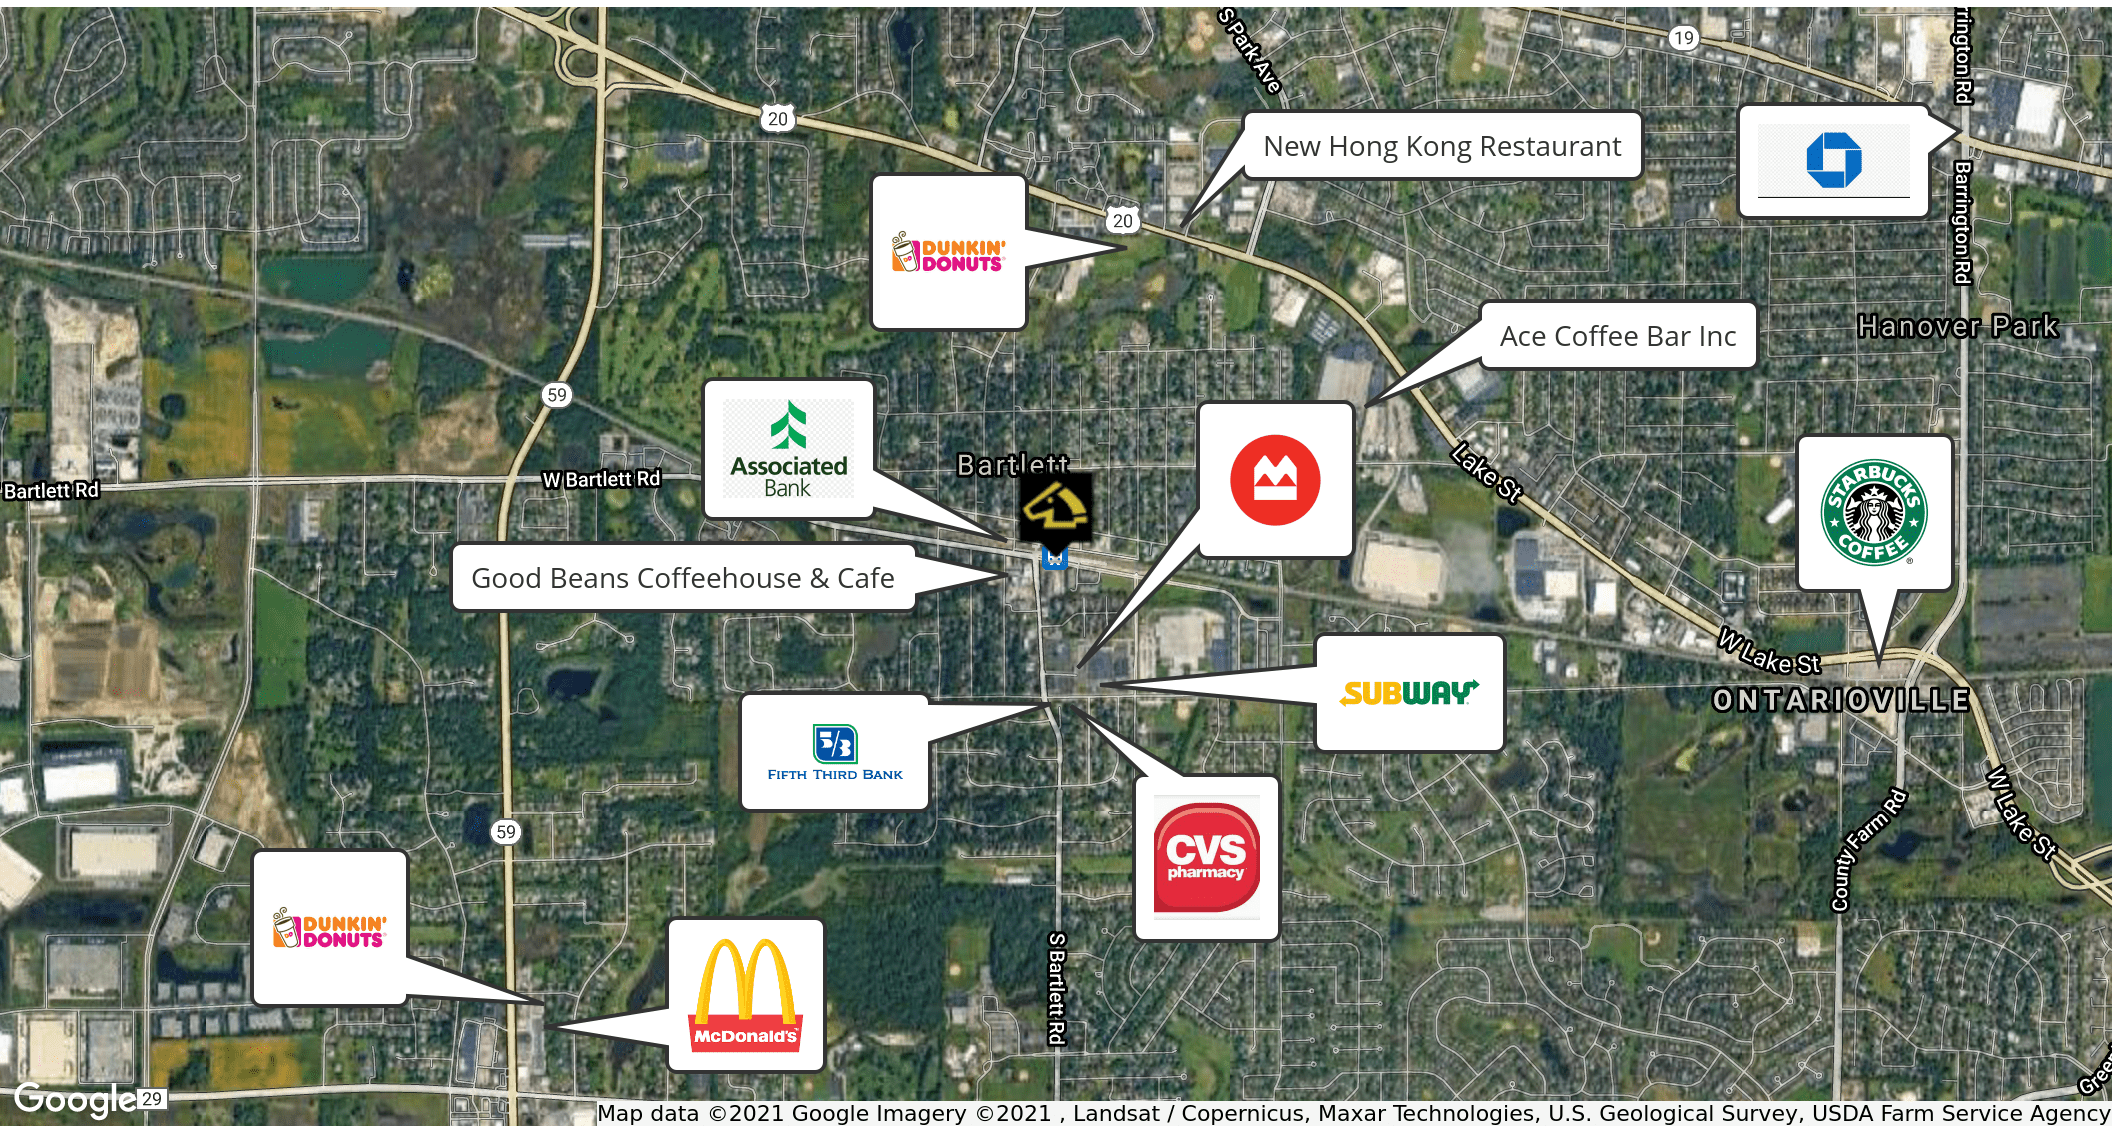 S Park Ave
19
rrington Rd
20
New Hong Kong Restaurant
Barrington Rd
20
DUNKIN'
DONUTS
Hanover Park
Ace Coffee Bar Inc
59
Associated
Bank
Bartlett
Lake St
STARBUCKS
COFFEE
®
Bartlett Rd
W Bartlett Rd
Good Beans Coffeehouse & Cafe
W Lake St
SUBWAY
ONTARIOVILLE
5/3
FIFTH THIRD BANK
CVS
pharmacy
59
W Lake St
County Farm Rd
DUNKIN'
DONUTS
McDonald's
S Bartlett Rd
Google
29
Green
Map data ©2021 Google Imagery ©2021 , Landsat / Copernicus, Maxar Technologies, U.S. Geological Survey, USDA Farm Service Agency